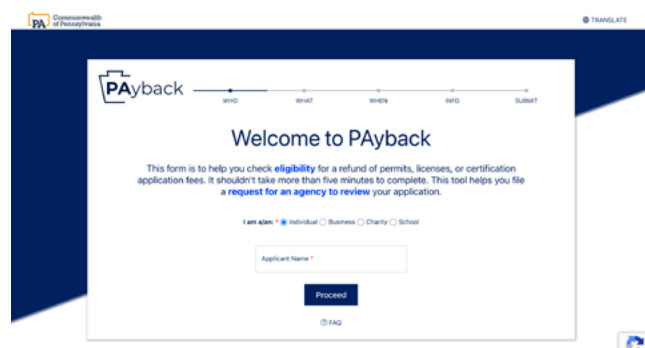 PA Commonwealth
of Pennsylvania
TRANSLATE
PAyback
WHO WHAT WHEN INFO SUBMIT
Welcome to PAyback
This form is to help you check eligibility for a refund of permits, licenses, or certification
application fees. It shouldn't take more than five minutes to complete. This tool helps you file
a request for an agency to review your application.
I am a/an: * Individual Business Charity School
Applicant Name *
Proceed
FAQ